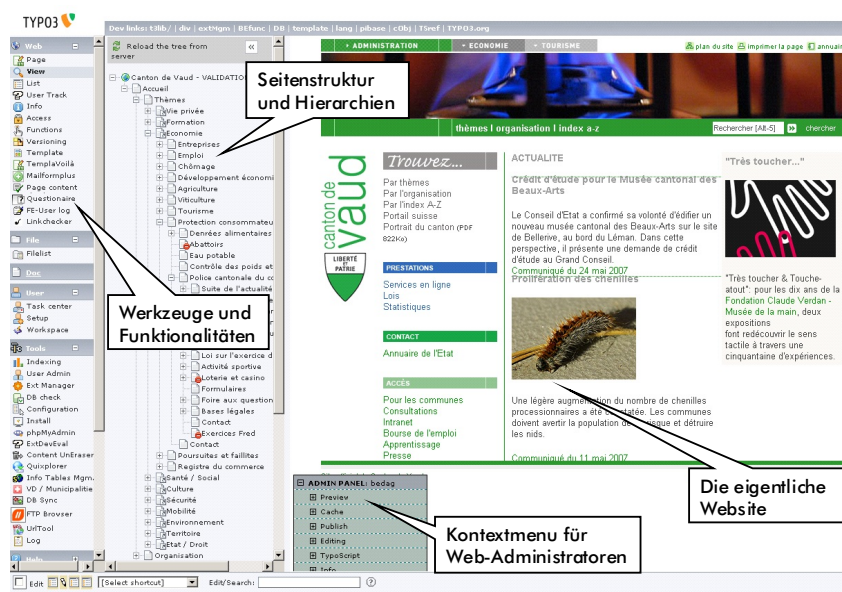 TYPO3
Dev links: t3lib/ | div | extMgm | BEfunc | DB | template | lang | pibase | cObj | TSref | TYPO3.org
Web
Page
View
List
User Track
Info
Access
Functions
Versioning
Template
TemplaVoilà
Mailformplus
Page content
Questionaire
FE-User log
Linkchecker
File
Filelist
Doc
User
Task center
Setup
Workspace
Tools
Indexing
User Admin
Ext Manager
DB check
Configuration
Install
phpMyAdmin
ExtDevEval
Content UnEraser
Quixplorer
Info Tables Mgm.
VD / Municipalitie
DB Sync
FTP Browser
UrlTool
Log
Help
Reload the tree from
server
Canton de Vaud - VALIDATIO
Accueil
Thèmes
Vie privée
Formation
Economie
Entreprises
Emploi
Chômage
Développement économi
Agriculture
Viticulture
Tourisme
Protection consommateu
Denrées alimentaires
Abattoirs
Eau potable
Contrôle des poids et
Police cantonale du co
Suite de l'actualité
Loi sur l'exercice d
Activité sportive
Loterie et casino
Formulaires
Foire aux question
Bases légales
Contact
Exercices Fred
Contact
Poursuites et faillites
Registre du commerce
Santé / Social
Culture
Sécurité
Mobilité
Environnement
Territoire
Etat / Droit
Organisation
Seitenstruktur
und Hierarchien
Werkzeuge und
Funktionalitäten
ADMINISTRATION
ECONOMIE
TOURISME
plan du site
imprimer la page
annuair
thèmes l organisation l index a-z
Rechercher [Alt-5]
chercher
canton de
vaud
LIBERTÉ
ET
PATRIE
Trouvez...
Par thèmes
Par l'organisation
Par l'index A-Z
Portail suisse
Portrait du canton (PDF
822Ko)
PRESTATIONS
Services en ligne
Lois
Statistiques
CONTACT
Annuaire de l'Etat
ACCÈS
Pour les communes
Consultations
Intranet
Bourse de l'emploi
Apprentissage
Presse
ACTUALITE
Crédit d'étude pour le Musée cantonal des
Beaux-Arts
Le Conseil d'Etat a confirmé sa volonté d'édifier un
nouveau musée cantonal des Beaux-Arts sur le site
de Bellerive, au bord du Léman. Dans cette
perspective, il présente une demande de crédit
d'étude au Grand Conseil.
Communiqué du 24 mai 2007
Prolifération des chenilles
Une légère augmentation du nombre de chenilles
processionnaires a été constatée. Les communes
doivent avertir la population de risque et détruire
les nids.
Communiqué du 11 mai 2007
"Très toucher..."
"Très toucher & Touche-
atout": pour les dix ans de la
Fondation Claude Verdan -
Musée de la main, deux
expositions
font redécouvrir le sens
tactile à travers une
cinquantaine d'expériences.
Die eigentliche
Website
ADMIN PANEL: bedag
Preview
Cache
Publish
Editing
TypoScript
Info
Kontextmenu für
Web-Administratoren
Edit
[Select shortcut]
Edit/Search: